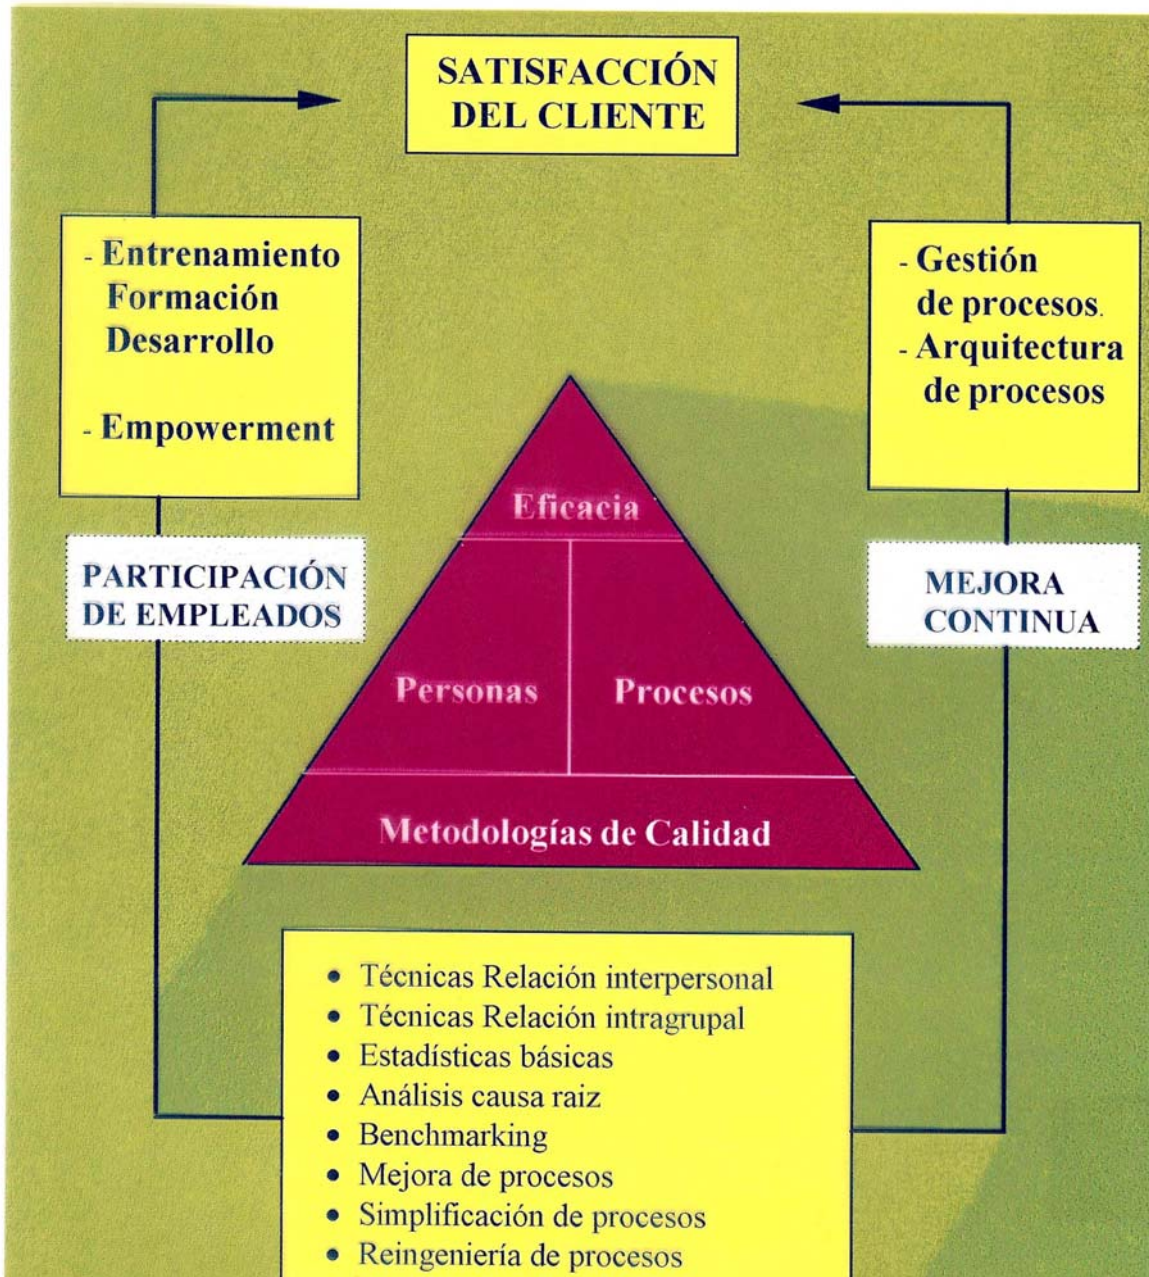 SATISFACCIÓN
DEL CLIENTE
- Entrenamiento
Formación
Desarrollo
- Empowerment
- Gestión
de procesos.
- Arquitectura
de procesos
PARTICIPACIÓN
DE EMPLEADOS
MEJORA
CONTINUA
Eficacia
Personas
Procesos
Metodologías de Calidad
• Técnicas Relación interpersonal
• Técnicas Relación intragrupal
• Estadísticas básicas
• Análisis causa raiz
• Benchmarking
• Mejora de procesos
• Simplificación de procesos
• Reingeniería de procesos